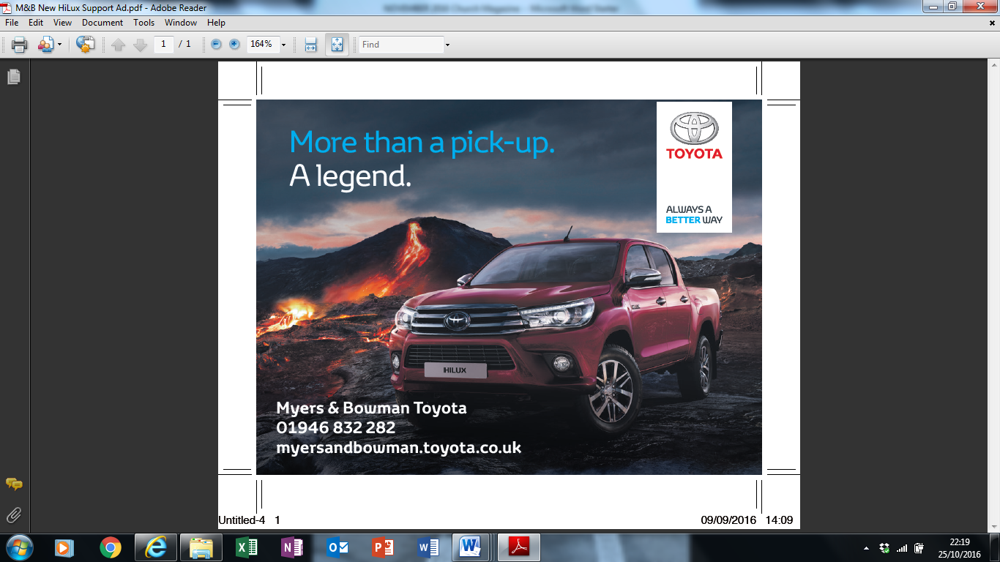 M&B New HiLux Support Ad.pdf - Adobe Reader
File Edit View Document Tools Window Help
1 / 1 164% Find
More than a pick-up.
A legend.
TOYOTA
ALWAYS A
BETTER WAY
HILUX
Myers & Bowman Toyota
01946 832 282
myersandbowman.toyota.co.uk
Untitled-4 1 09/09/2016 14:09
22:19
25/10/2016